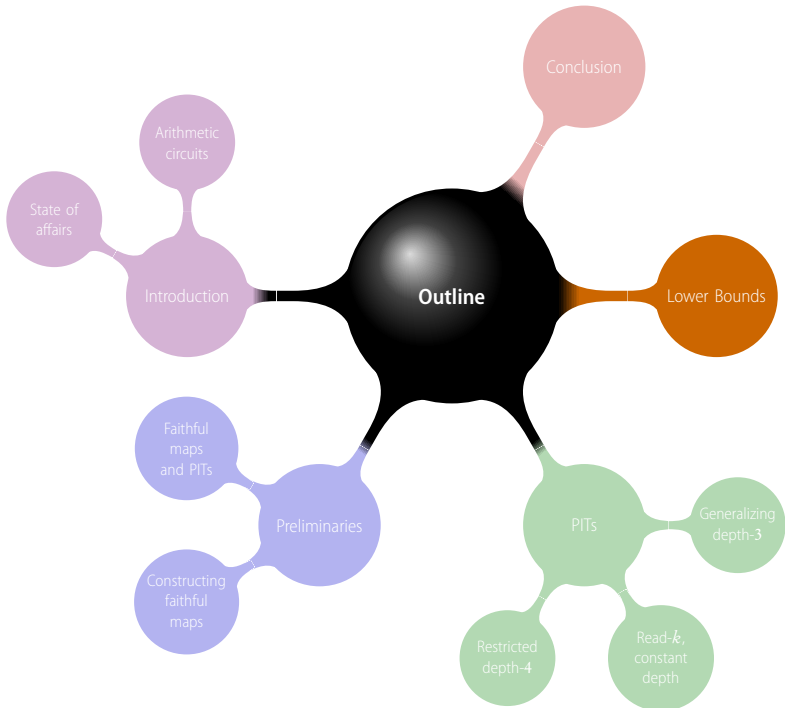 Conclusion
Arithmetic
circuits
State of
affairs
Introduction
Outline
Lower Bounds
Faithful
maps
and PITs
Preliminaries
Constructing
faithful
maps
PITs
Generalizing
depth-3
Restricted
depth-4
Read-k,
constant
depth